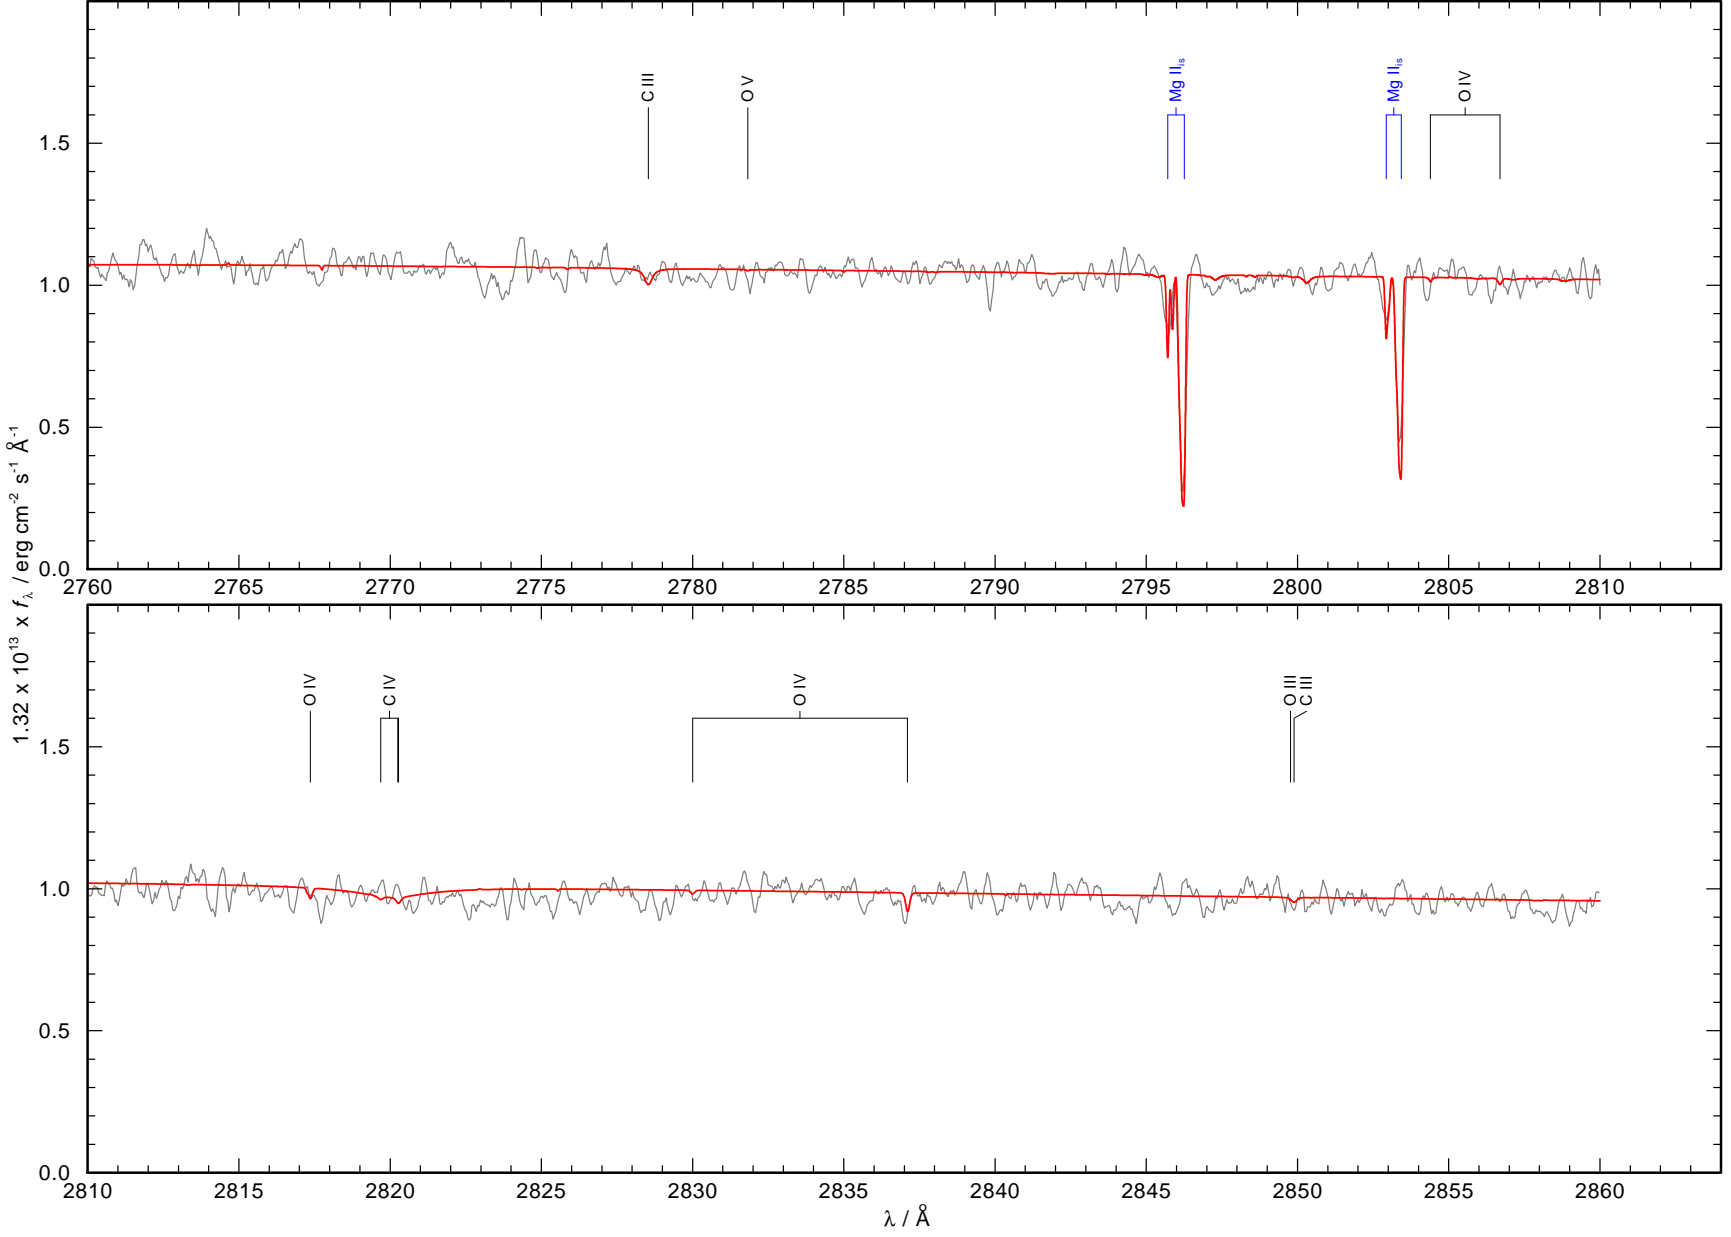 1.32 x 10¹³ x f_λ / erg cm⁻² s⁻¹ Å⁻¹
C III
O V
Mg II_is
Mg II_is
O IV
1.5
1.0
0.5
0.0
2760 2765 2770 2775 2780 2785 2790 2795 2800 2805 2810
O IV
C IV
O IV
O III
C III
1.5
1.0
0.5
0.0
2810 2815 2820 2825 2830 2835 2840 2845 2850 2855 2860
λ / Å